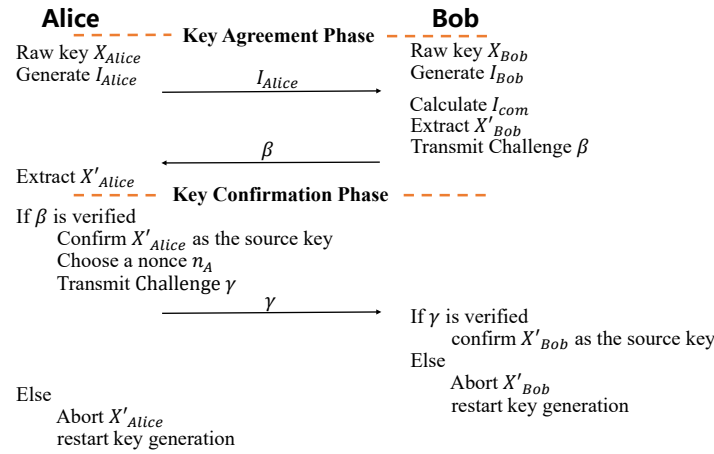 Alice
Bob
Key Agreement Phase
Raw key X_Alice
Generate I_Alice
Raw key X_Bob
Generate I_Bob
I_Alice
Calculate I_com
Extract X'_Bob
Transmit Challenge β
β
Extract X'_Alice
Key Confirmation Phase
If β is verified
Confirm X'_Alice as the source key
Choose a nonce n_A
Transmit Challenge γ
γ
If γ is verified
confirm X'_Bob as the source key
Else
Abort X'_Bob
restart key generation
Else
Abort X'_Alice
restart key generation